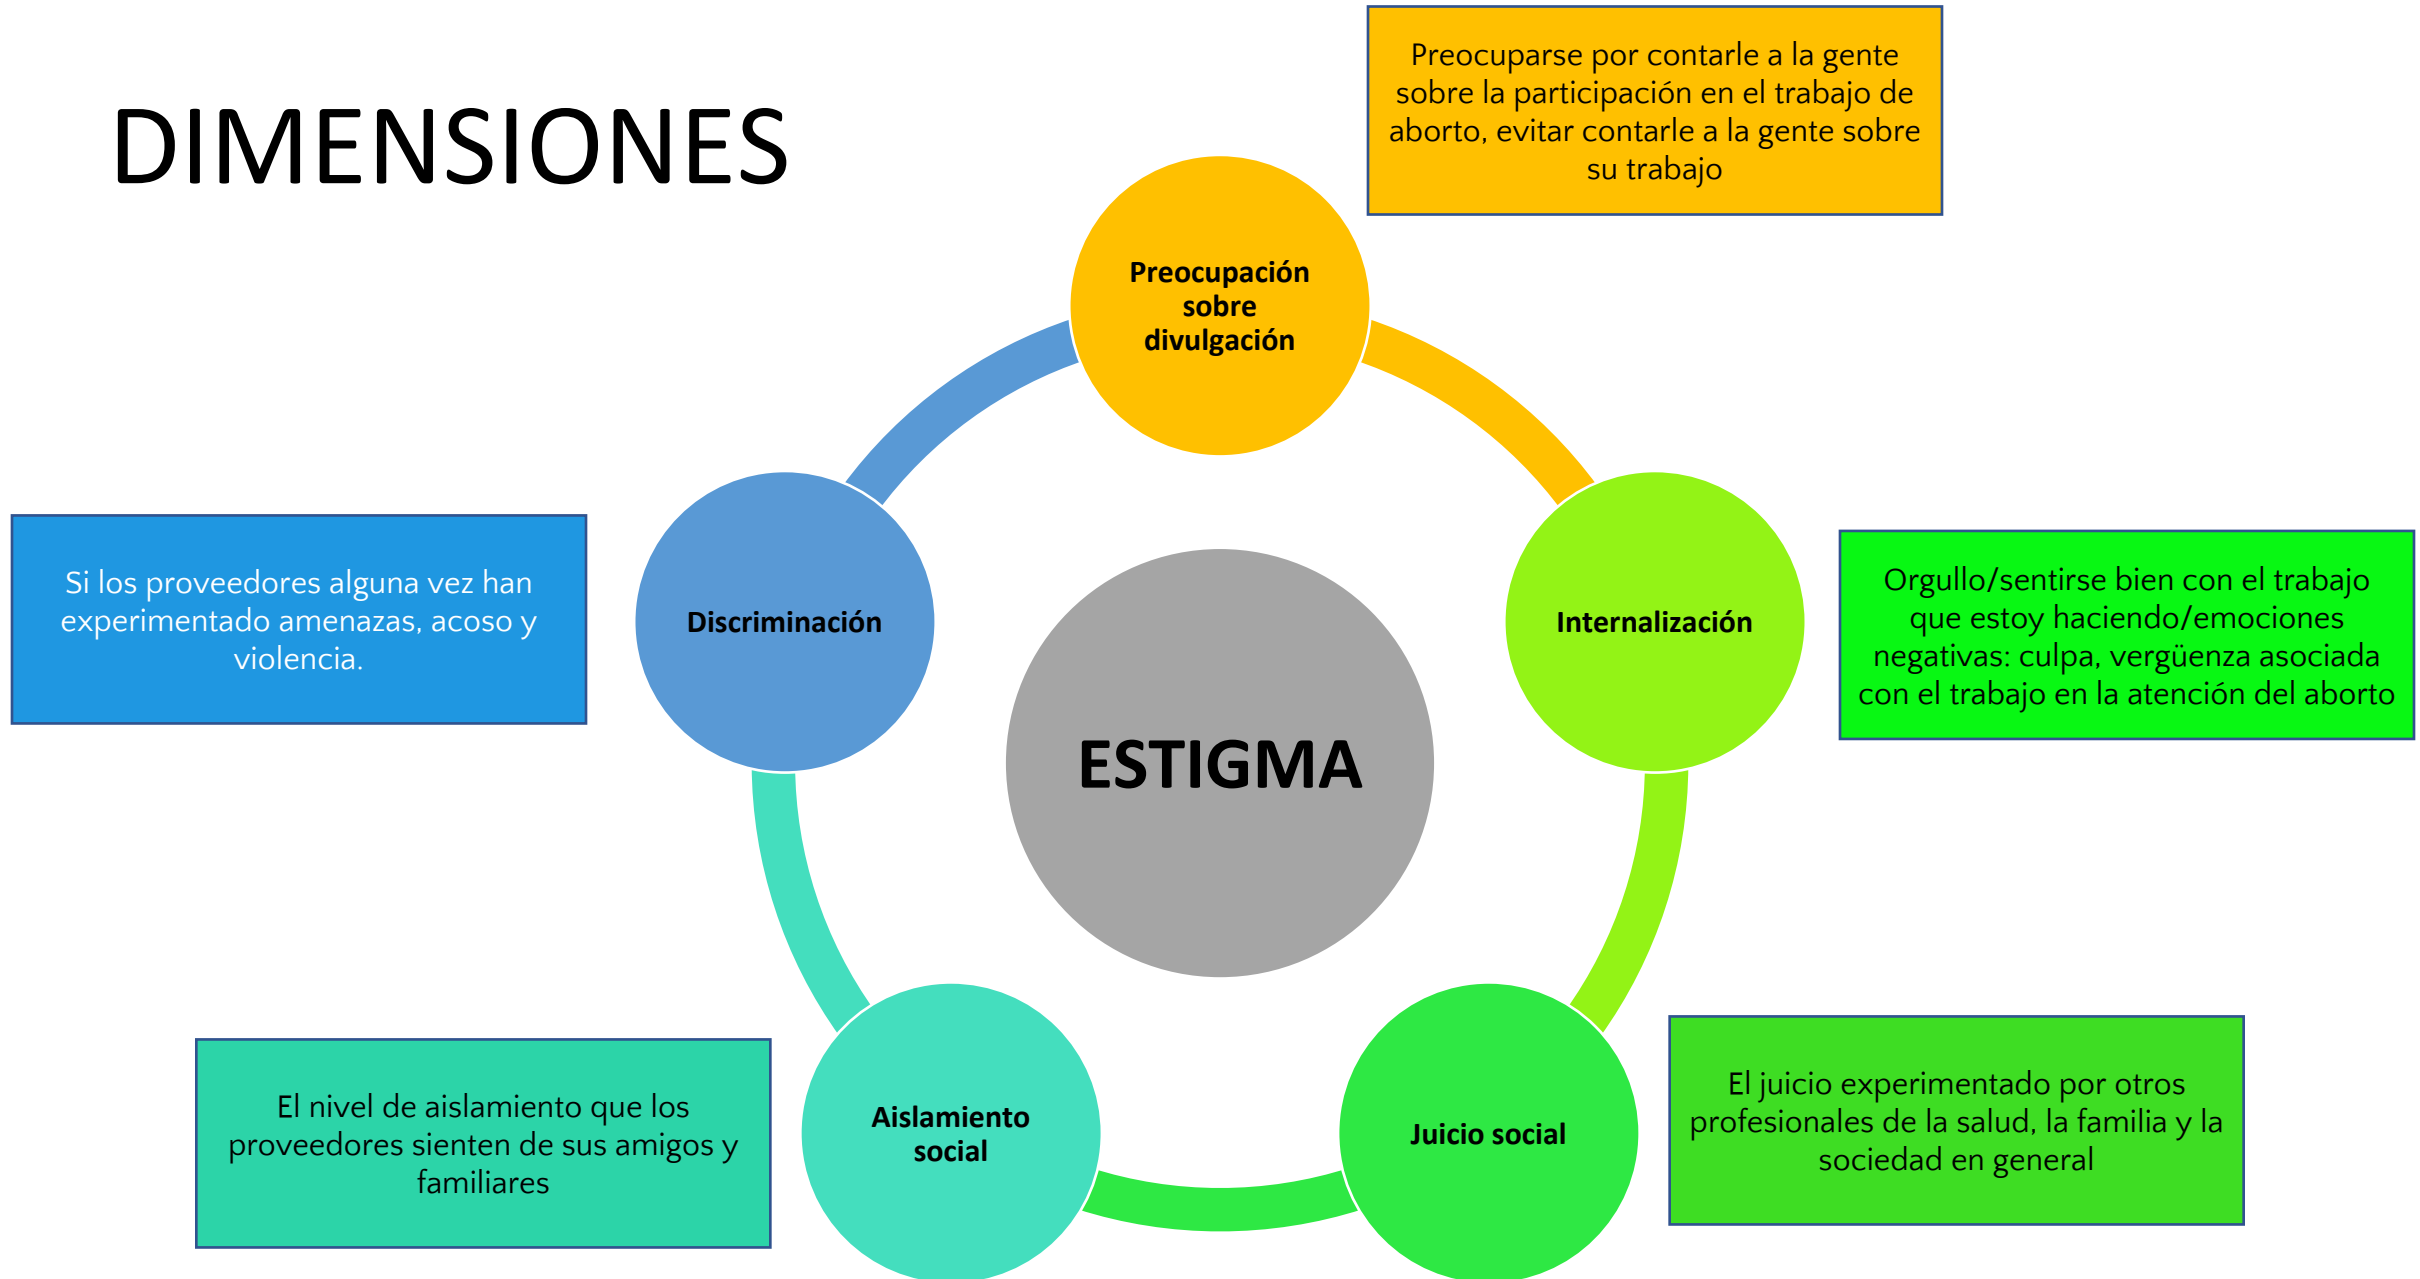 DIMENSIONES
Preocuparse por contarle a la gente
sobre la participación en el trabajo de
aborto, evitar contarle a la gente sobre
su trabajo
Preocupación
sobre
divulgación
Si los proveedores alguna vez han
experimentado amenazas, acoso y
violencia.
Discriminación
Internalización
Orgullo/sentirse bien con el trabajo
que estoy haciendo/emociones
negativas: culpa, vergüenza asociada
con el trabajo en la atención del aborto
ESTIGMA
El nivel de aislamiento que los
proveedores sienten de sus amigos y
familiares
Aislamiento
social
Juicio social
El juicio experimentado por otros
profesionales de la salud, la familia y la
sociedad en general